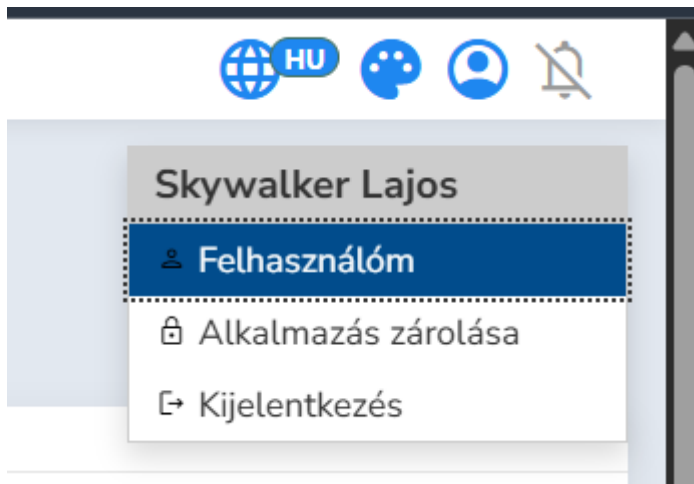 HU
Skywalker Lajos
Felhasználóm
Alkalmazás zárolása
Kijelentkezés